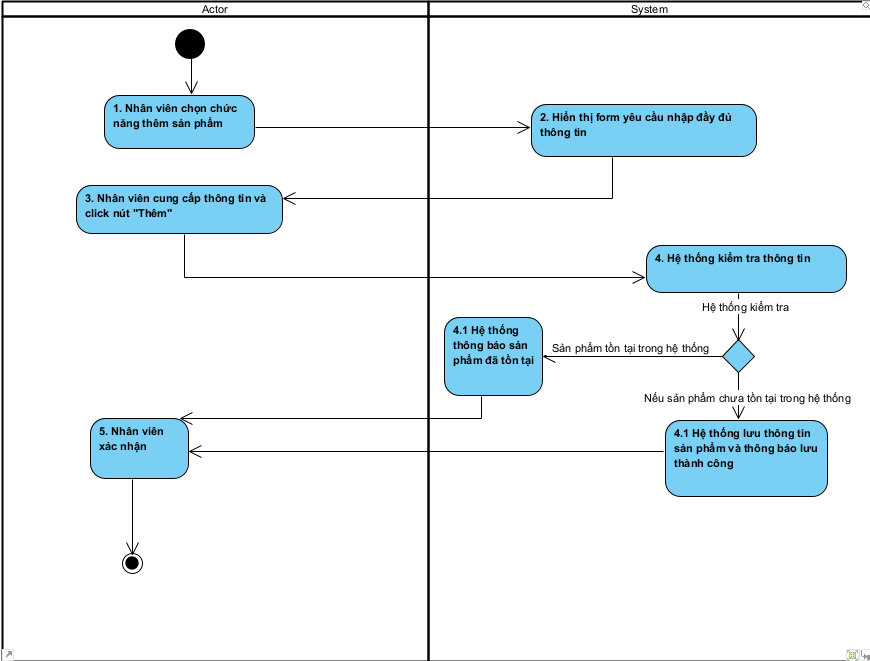 Actor
System
1. Nhân viên chọn chức
năng thêm sản phẩm
2. Hiển thị form yêu cầu nhập đầy đủ
thông tin
3. Nhân viên cung cấp thông tin và
click nút "Thêm"
4. Hệ thống kiểm tra thông tin
Hệ thống kiểm tra
4.1 Hệ thống
thông báo sản
phẩm đã tồn tại
Sản phẩm tồn tại trong hệ thống
Nếu sản phẩm chưa tồn tại trong hệ thống
4.1 Hệ thống lưu thông tin
sản phẩm và thông báo lưu
thành công
5. Nhân viên
xác nhận